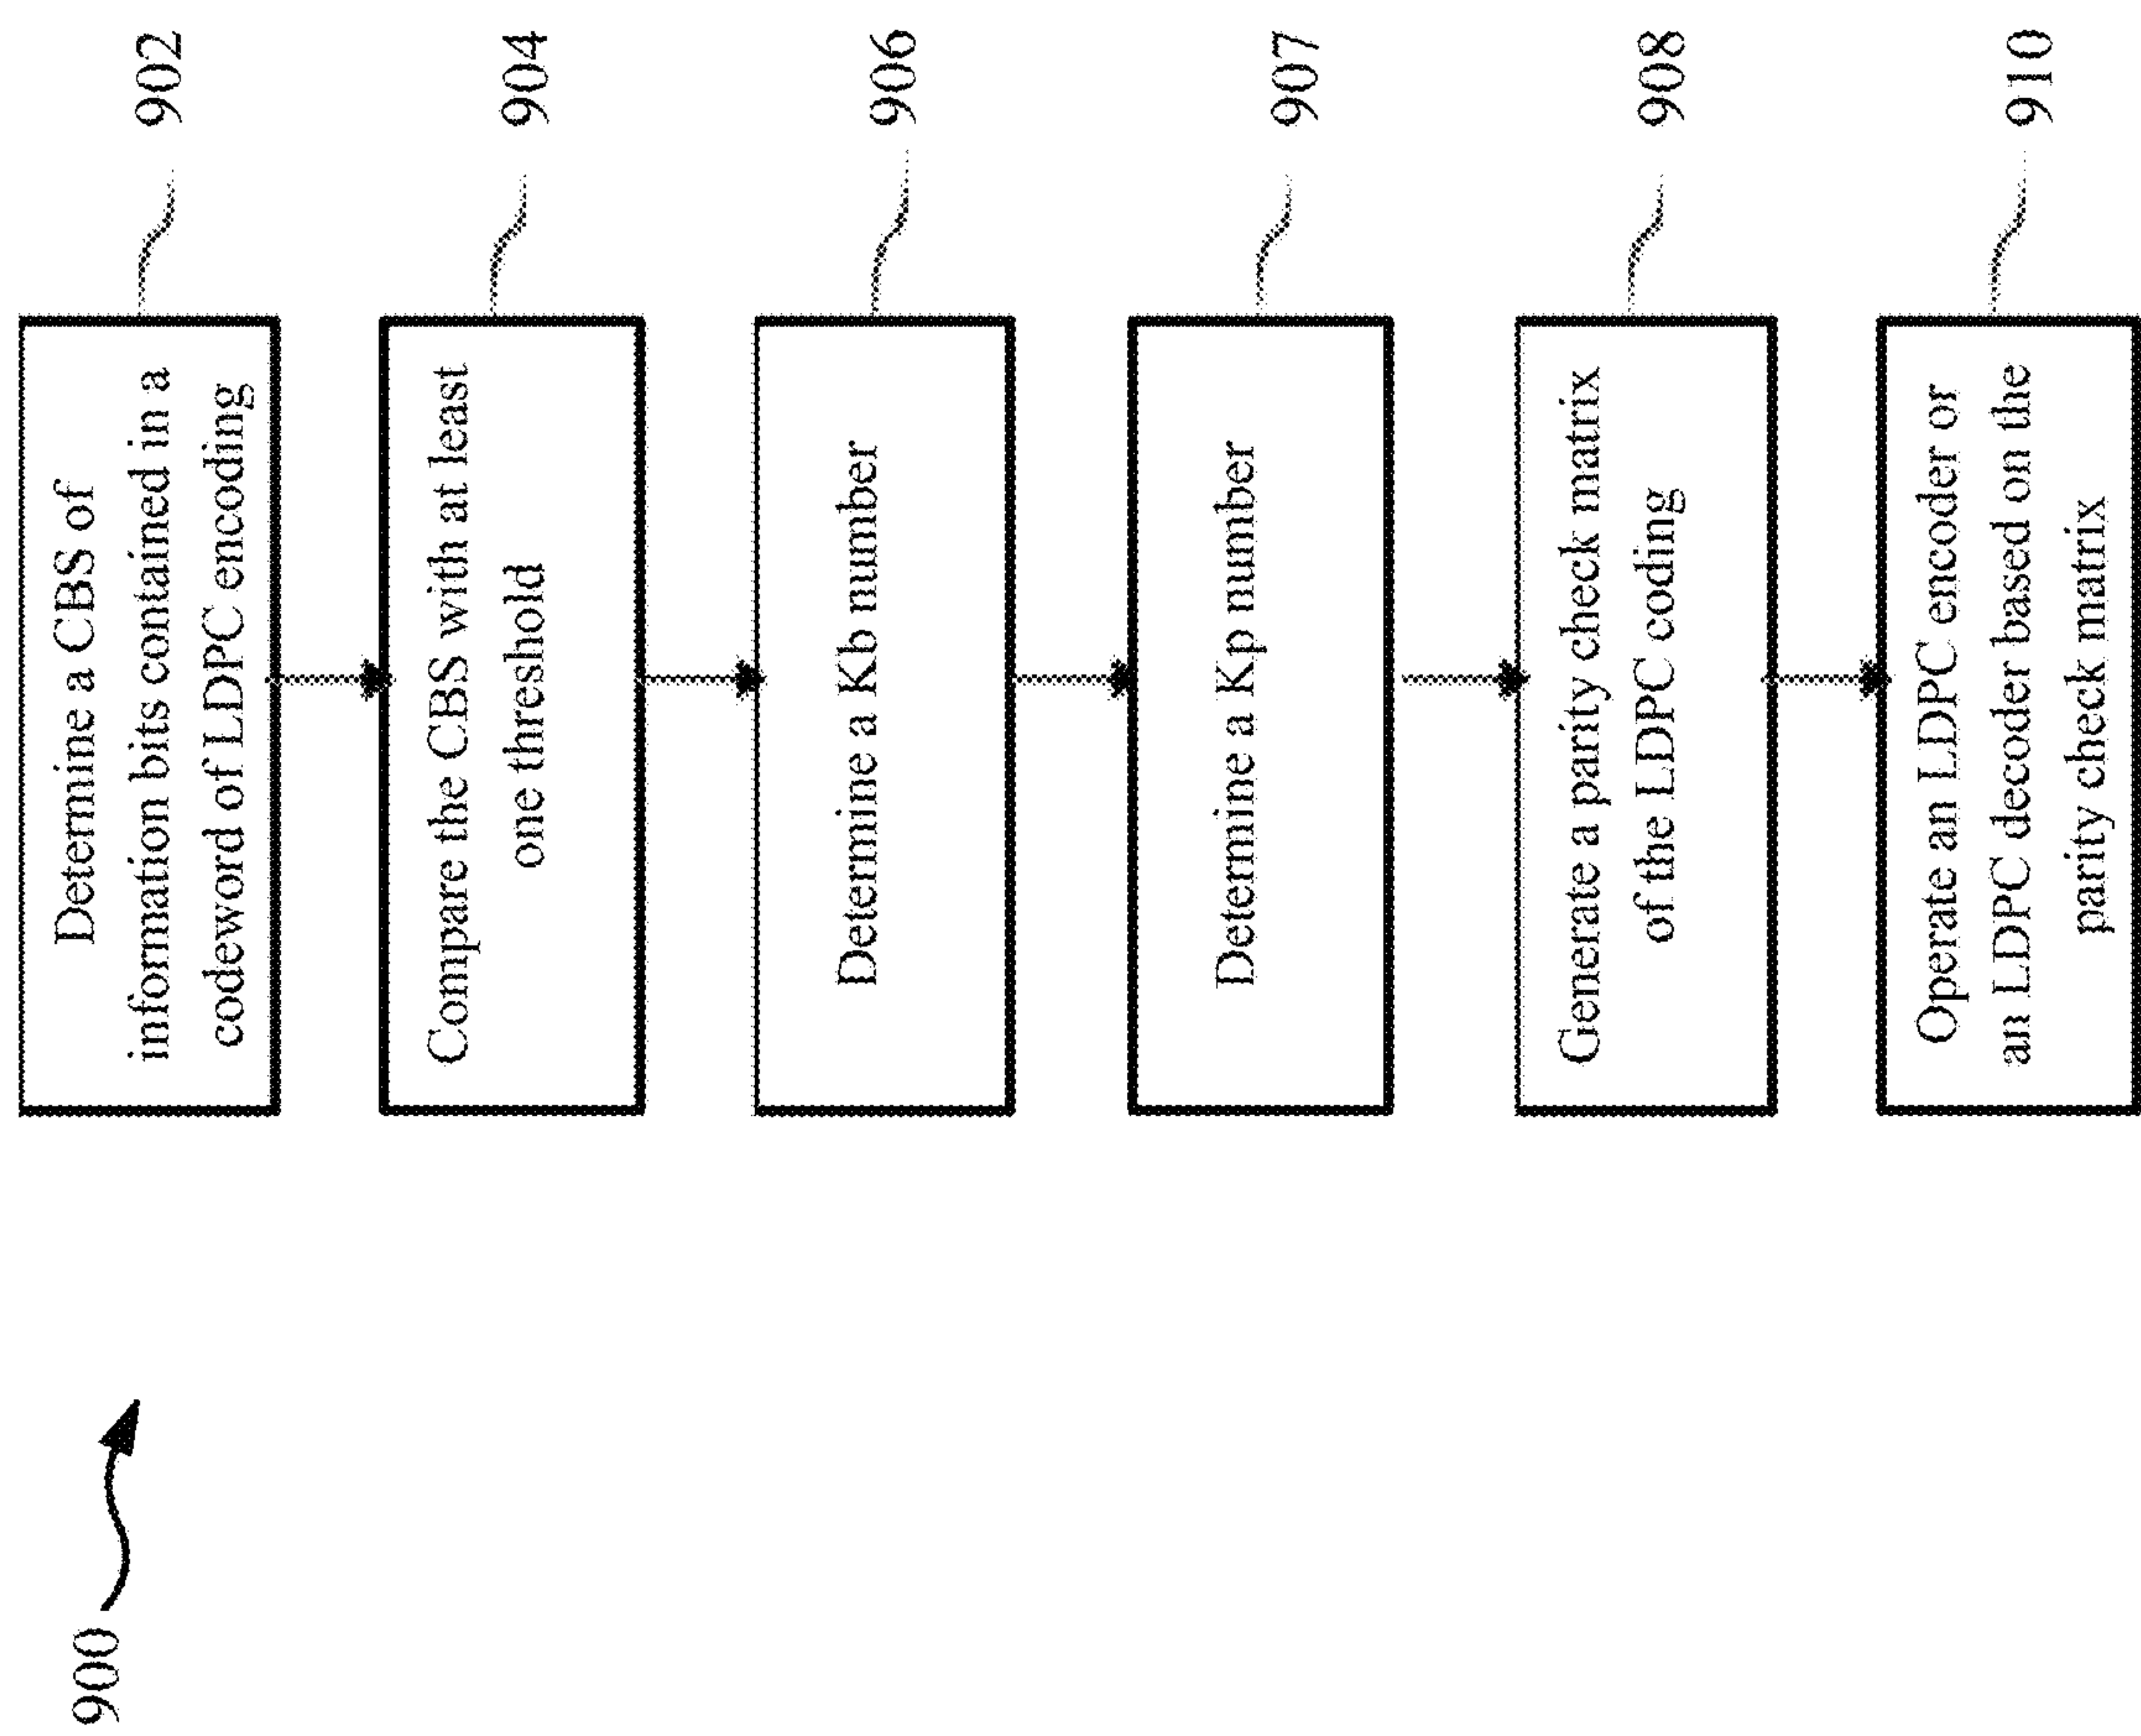 900
Determine a CBS of
information bits contained in a
codeword of LDPC encoding
902
Compare the CBS with at least
one threshold
904
Determine a Kb number
906
Determine a Kp number
907
Generate a parity check matrix
of the LDPC coding
908
Operate an LDPC encoder or
an LDPC decoder based on the
parity check matrix
910